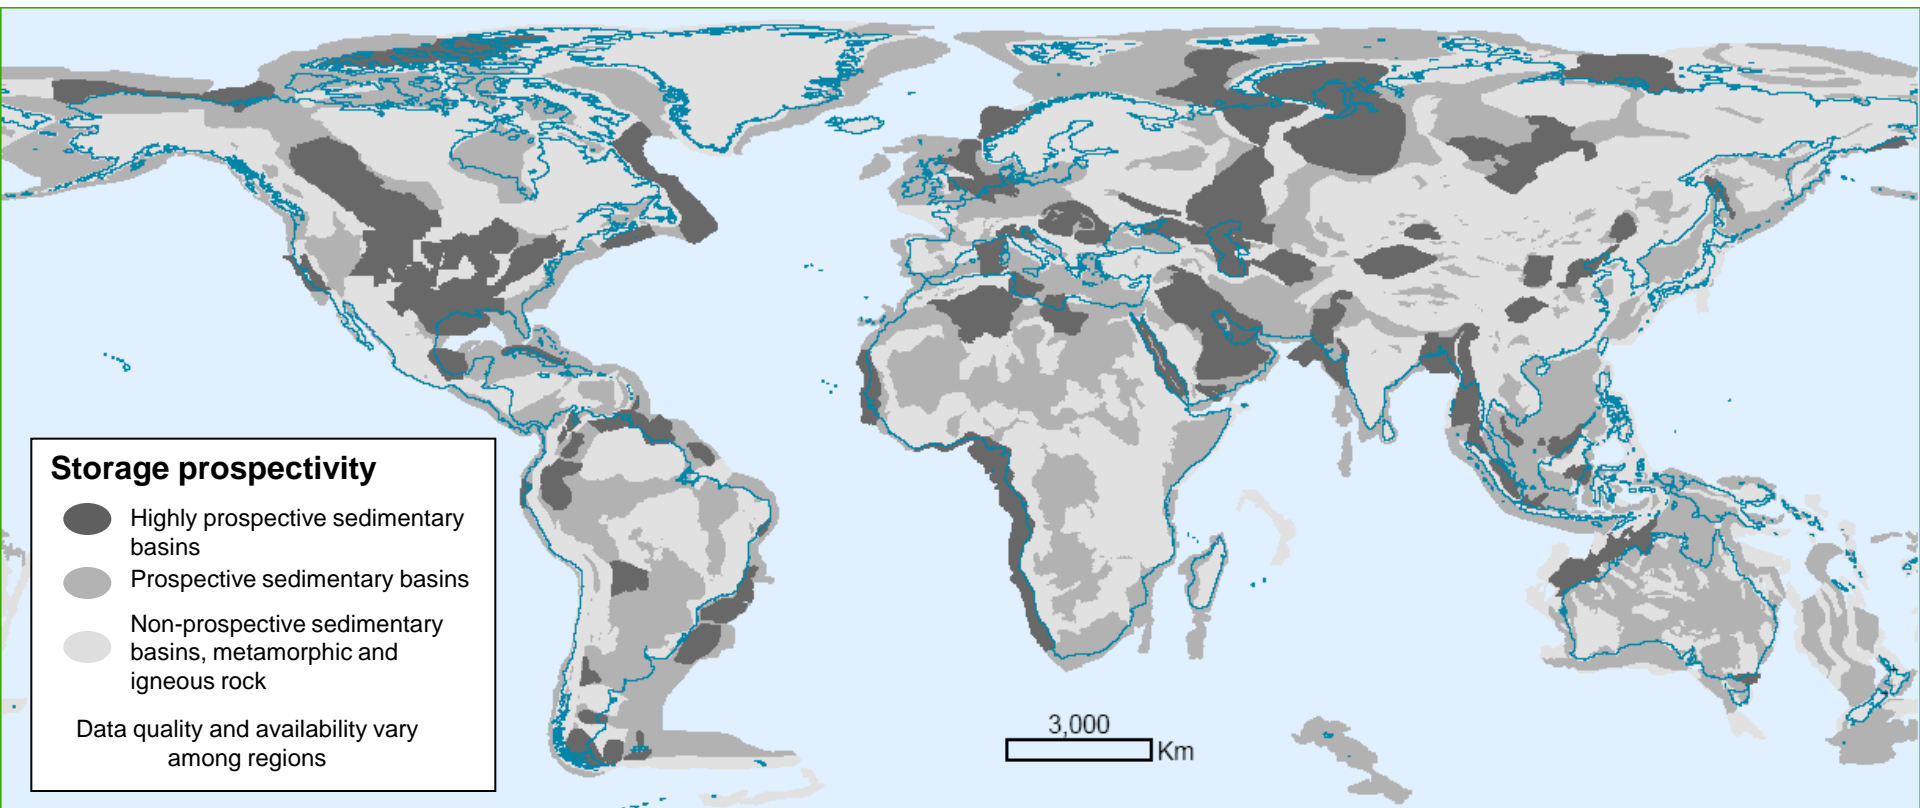 Storage prospectivity
Highly prospective sedimentary
basins
Prospective sedimentary basins
Non-prospective sedimentary
basins, metamorphic and
igneous rock
Data quality and availability vary
among regions
3,000
Km